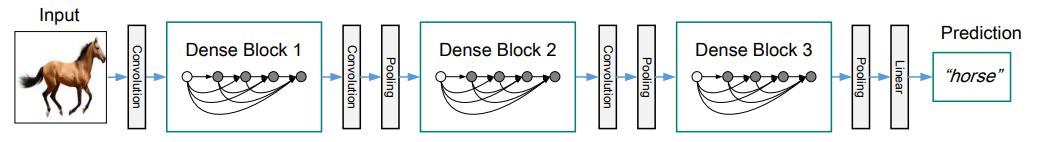 Input
Convolution
Dense Block 1
Convolution
Pooling
Dense Block 2
Convolution
Pooling
Dense Block 3
Pooling
Linear
Prediction
“horse”